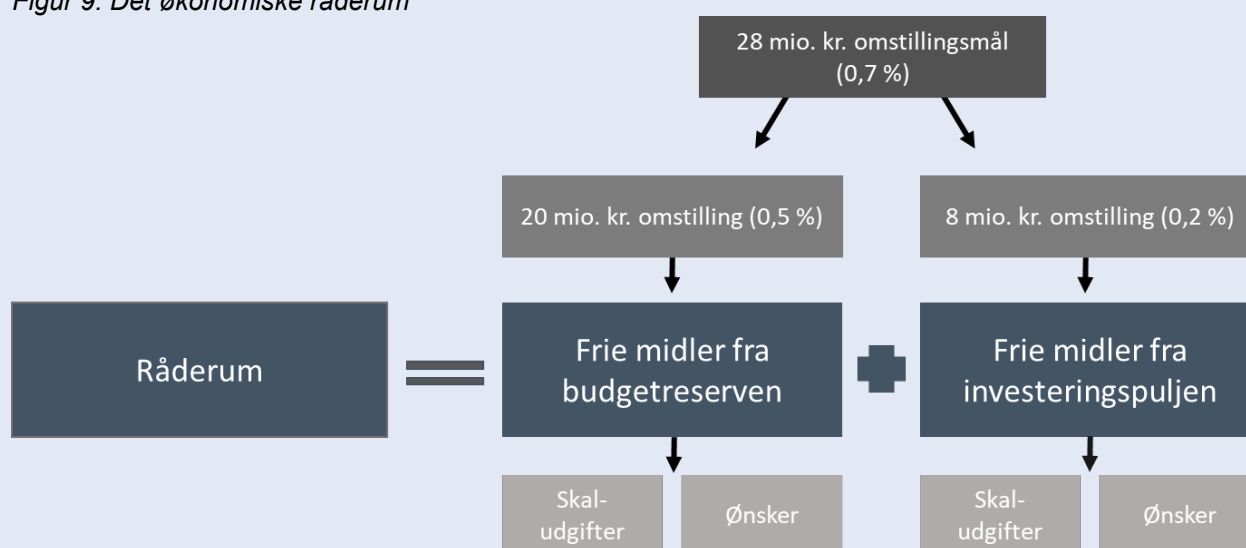 Figur 9: Det økonomiske råderum
28 mio. kr. omstillingsmål
(0,7 %)
20 mio. kr. omstilling (0,5 %)
8 mio. kr. omstilling (0,2 %)
Råderum
Frie midler fra
budgetreserven
Frie midler fra
investeringspuljen
Skal-
udgifter
Ønsker
Skal-
udgifter
Ønsker